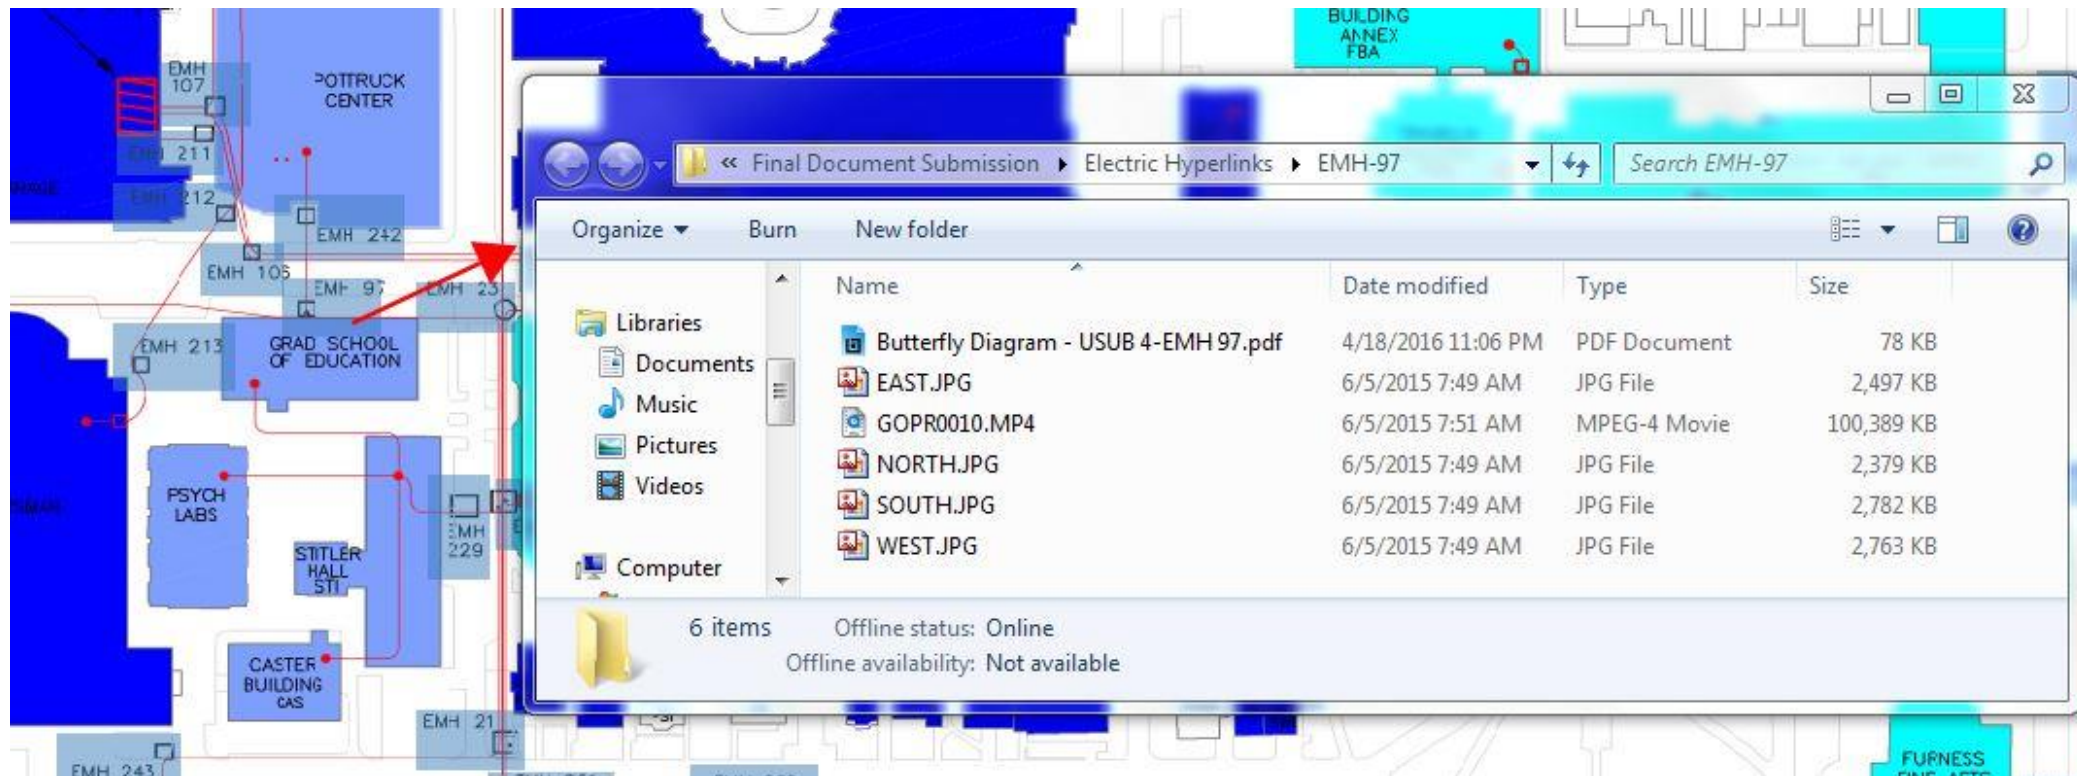 EMH
107
POTTRUCK
CENTER
EMH 211
EMH 212
EMH 242
EMH 106
EMH 97
EMH 23
EMH 213
GRAD SCHOOL
OF EDUCATION
PSYCH
LABS
STITLER
HALL
STI
EMH
229
CASTER
BUILDING
CAS
EMH 21
EMH 243
BUILDING
ANNEX
FBA
« Final Document Submission Electric Hyperlinks EMH-97
Search EMH-97
Organize Burn New folder
Name Date modified Type Size
Libraries
Documents
Music
Pictures
Videos
Computer
Butterfly Diagram - USUB 4-EMH 97.pdf 4/18/2016 11:06 PM PDF Document 78 KB
EAST.JPG 6/5/2015 7:49 AM JPG File 2,497 KB
GOPR0010.MP4 6/5/2015 7:51 AM MPEG-4 Movie 100,389 KB
NORTH.JPG 6/5/2015 7:49 AM JPG File 2,379 KB
SOUTH.JPG 6/5/2015 7:49 AM JPG File 2,782 KB
WEST.JPG 6/5/2015 7:49 AM JPG File 2,763 KB
6 items Offline status: Online
Offline availability: Not available
FURNESS